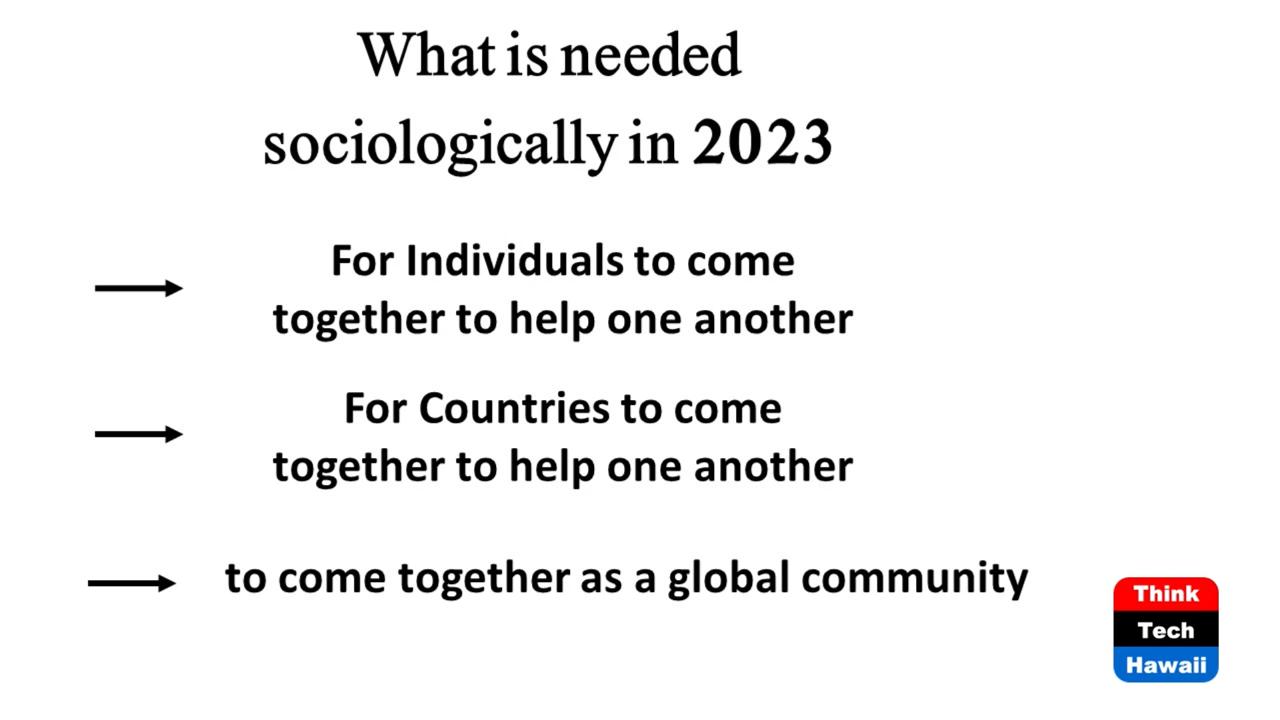 What is needed
sociologically in 2023
For Individuals to come
together to help one another
For Countries to come
together to help one another
to come together as a global community
Think
Tech
Hawaii